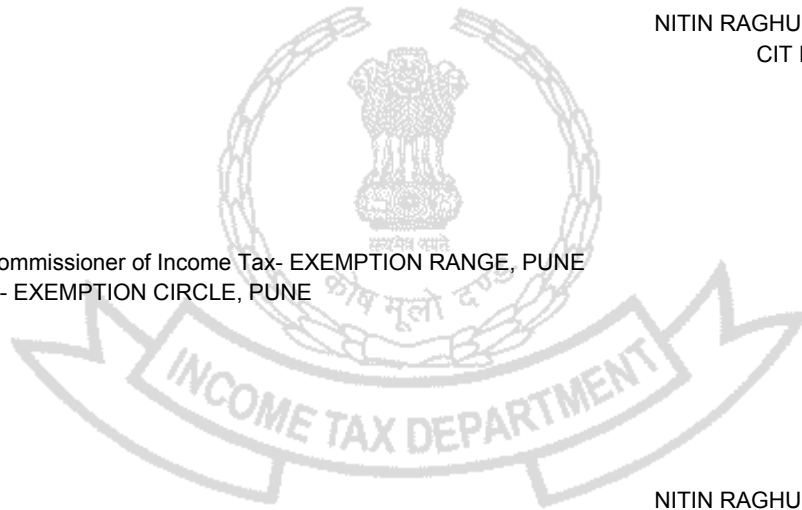 NITIN RAGHU
CIT
ommissioner of Income Tax- EXEMPTION RANGE, PUNE
- EXEMPTION CIRCLE, PUNE
सत्यमेव जयते
कोष मूलो दण्डः
INCOME TAX DEPARTMENT
NITIN RAGHU